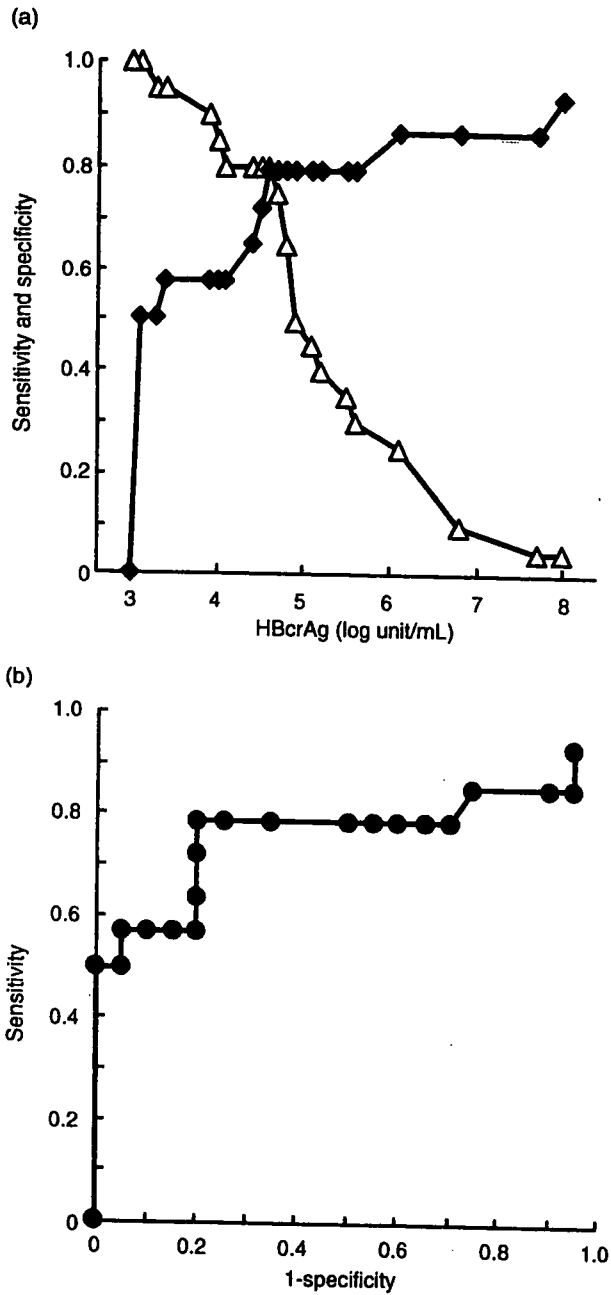 (a)
1.0
0.8
0.6
0.4
0.2
0
Sensitivity and specificity
3 4 5 6 7 8
HBcrAg (log unit/mL)
(b)
1.0
0.8
0.6
0.4
0.2
0
Sensitivity
0 0.2 0.4 0.6 0.8 1.0
1-specificity